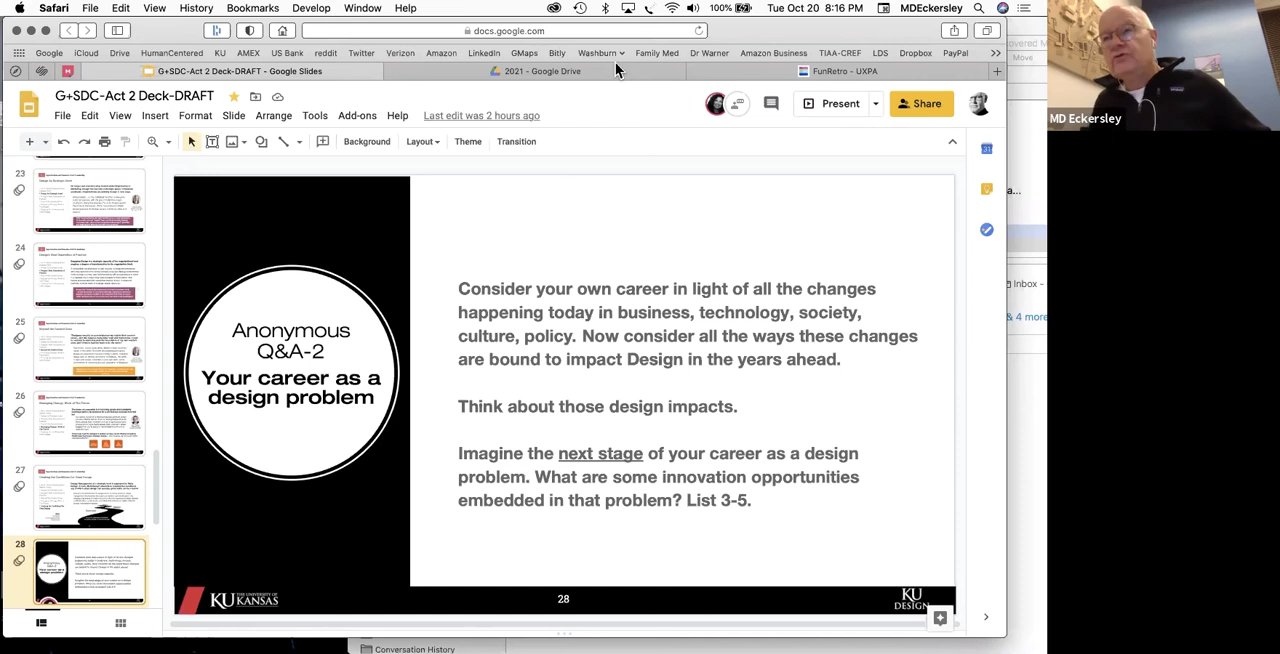 Safari File Edit View History Bookmarks Develop Window Help 100% Tue Oct 20 8:16 PM MDEckersley
docs.google.com
Google iCloud Drive HumanCentered KU AMEX US Bank reddit Twitter Verizon Amazon LinkedIn GMaps Bitly Washburn Family Med Dr Warner Amazon Business TIAA-CREF LDS Dropbox PayPal
G+SDC-Act 2 Deck-DRAFT - Google Slides 2021 - Google Drive FunRetro - UXPA
G+SDC-Act 2 Deck-DRAFT
File Edit View Insert Format Slide Arrange Tools Add-ons Help Last edit was 2 hours ago
Present Share
Background Layout Theme Transition
23
24
25
26
27
28
Anonymous
Q&A-2
Your career as a
design problem
Consider your own career in light of all the changes
happening today in business, technology, society,
culture, policy. Now consider all the ways these changes
are bound to impact Design in the years ahead.
Think about those design impacts.
Imagine the next stage of your career as a design
problem. What are some innovation opportunities
embedded in that problem? List 3-5.
KU THE UNIVERSITY OF
KANSAS
28
KU
DESIGN
MD Eckersley
Move
Inbox -
& 4 more
Conversation History